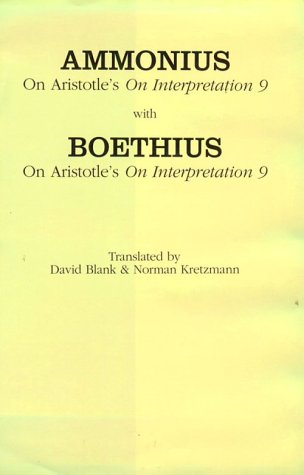 AMMONIUS
On Aristotle's On Interpretation 9
with
BOETHIUS
On Aristotle's On Interpretation 9
Translated by
David Blank & Norman Kretzmann